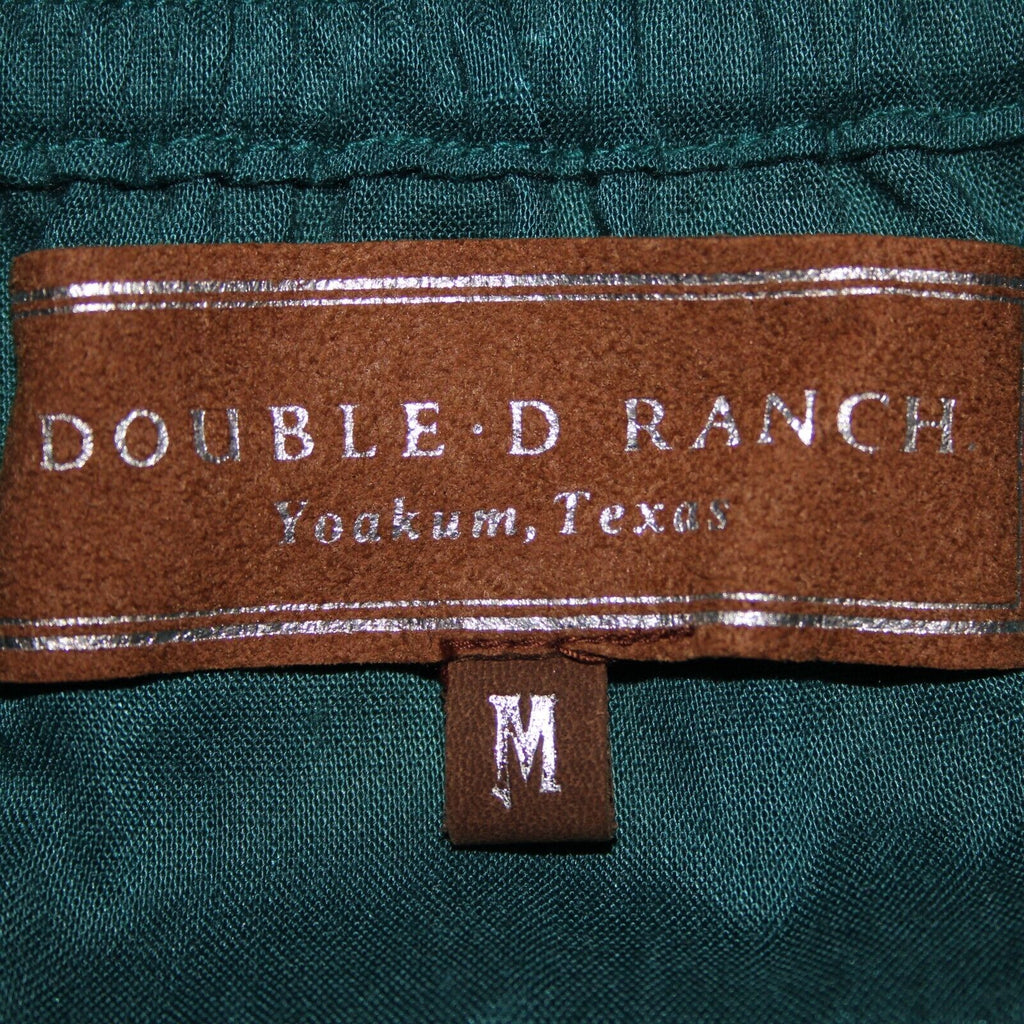 DOUBLE·D RANCH
Yoakum, Texas
M